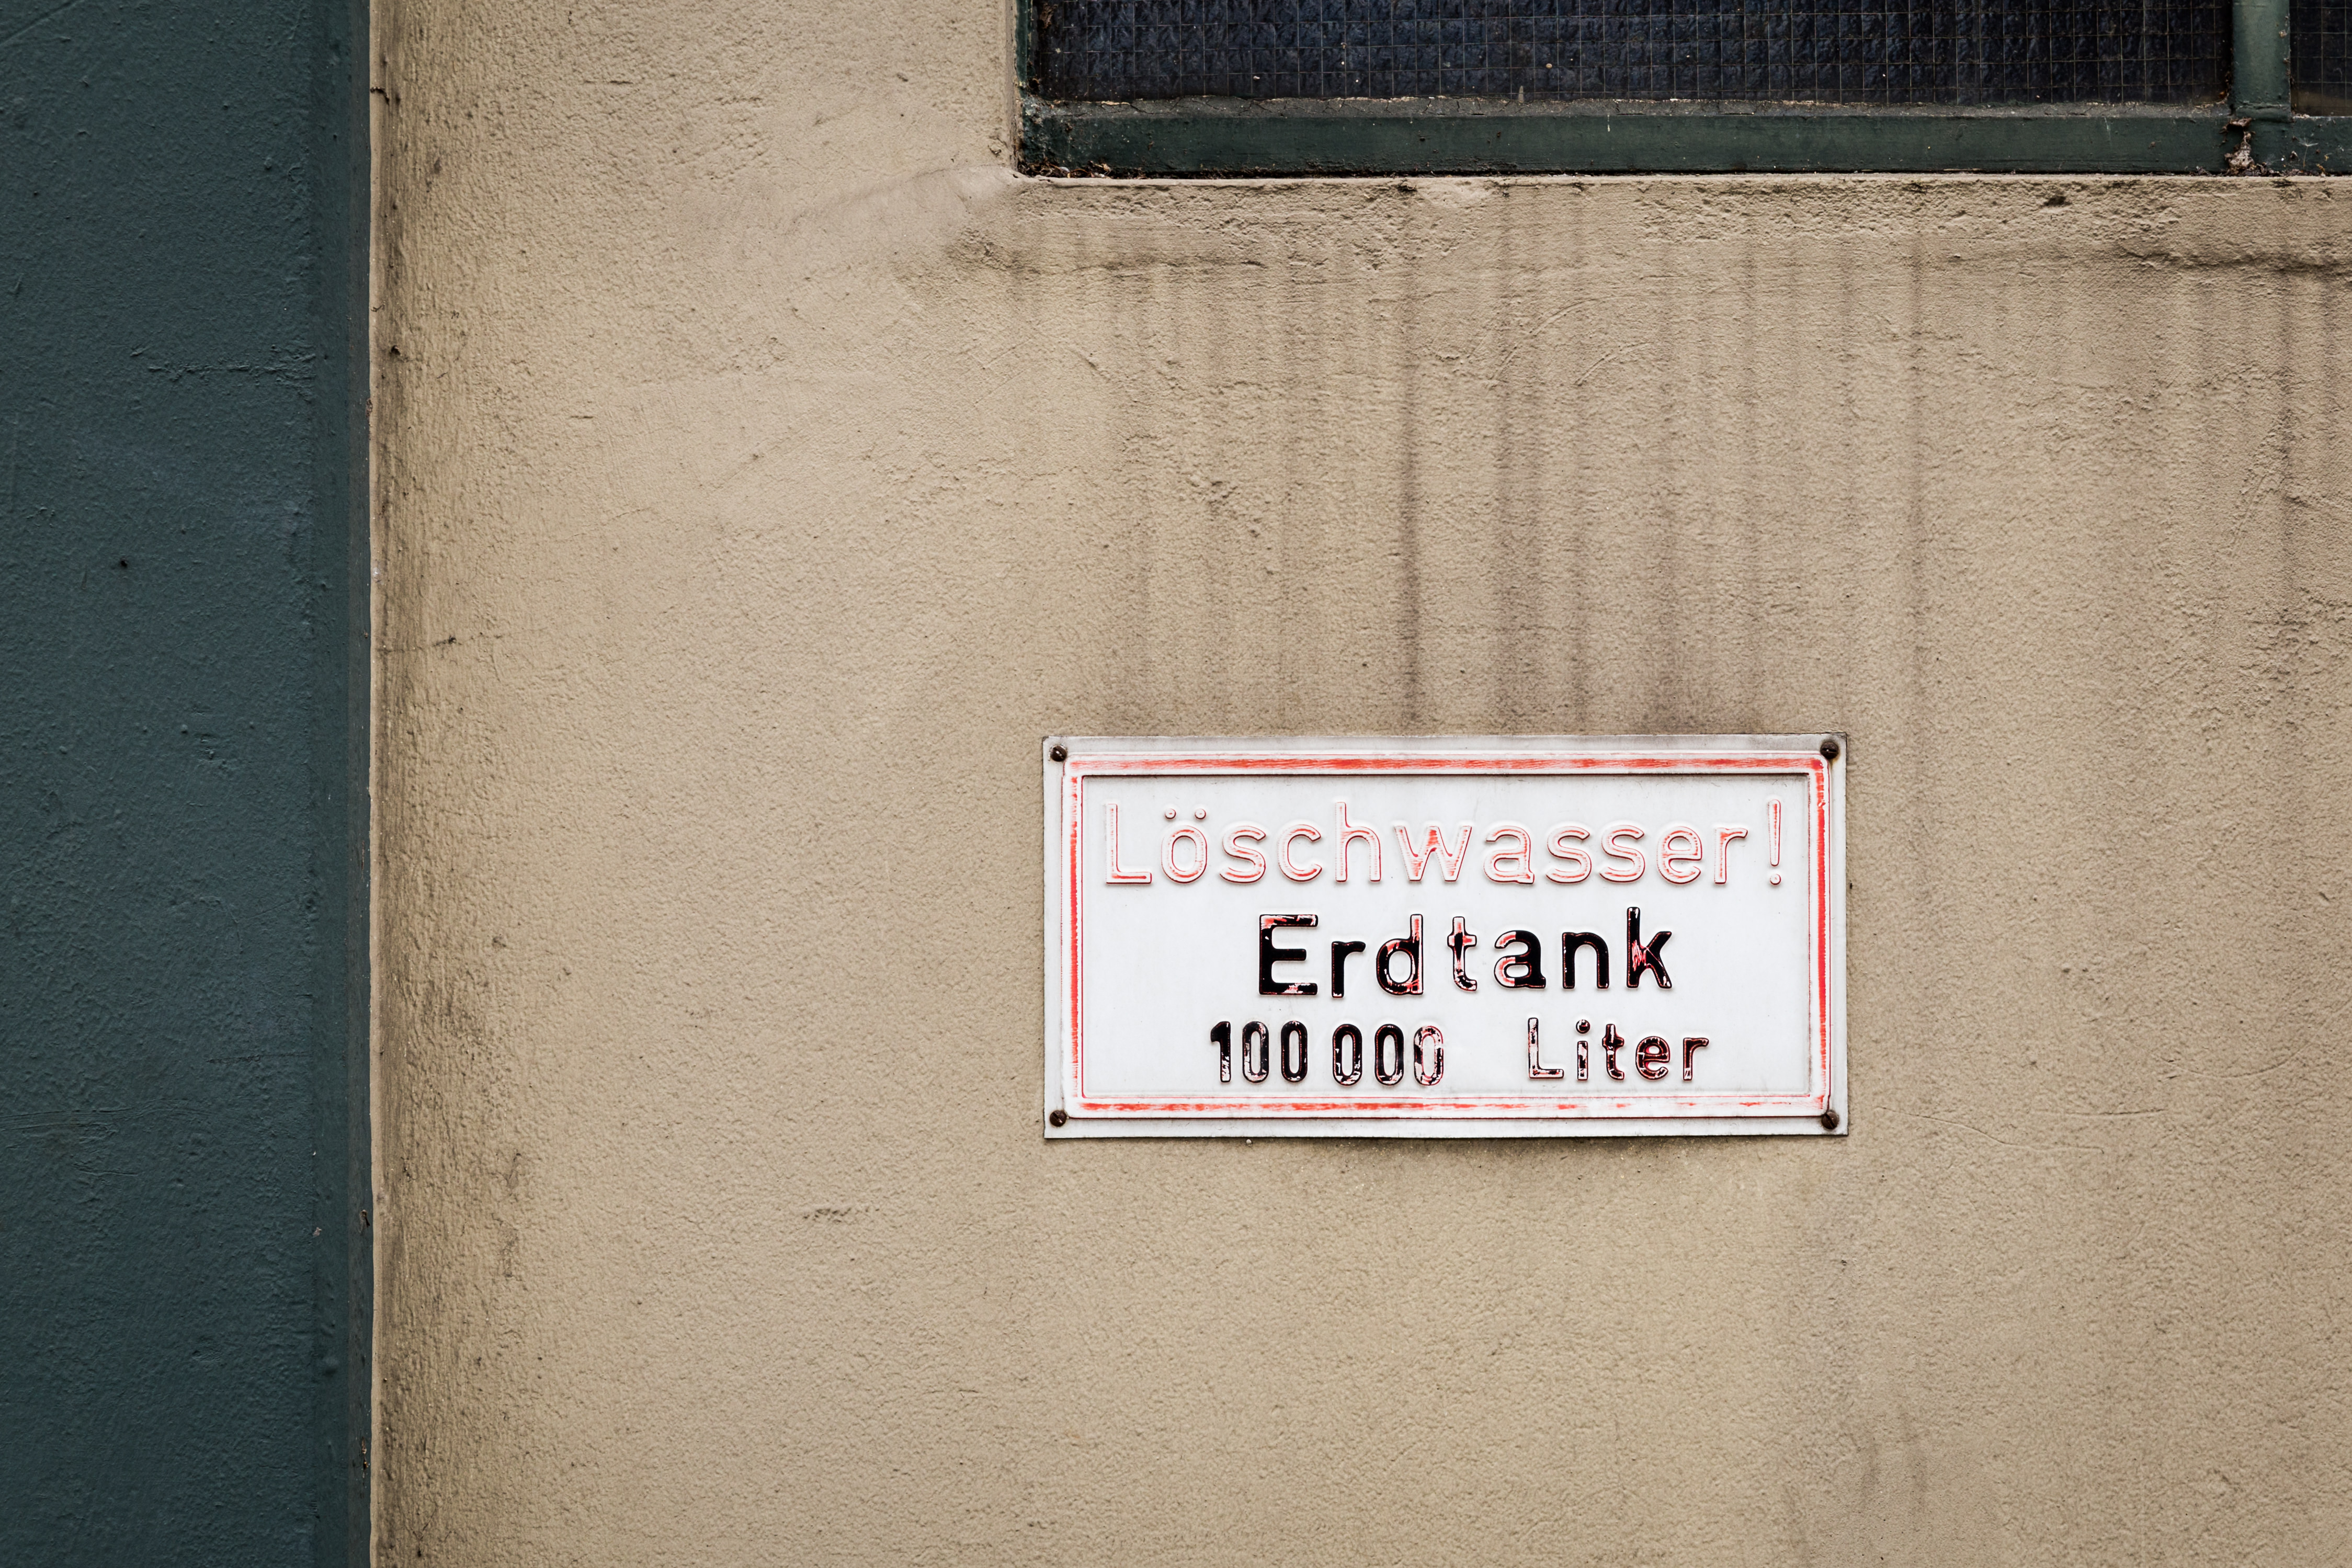 Löschwasser!
Erdtank
100 000 Liter